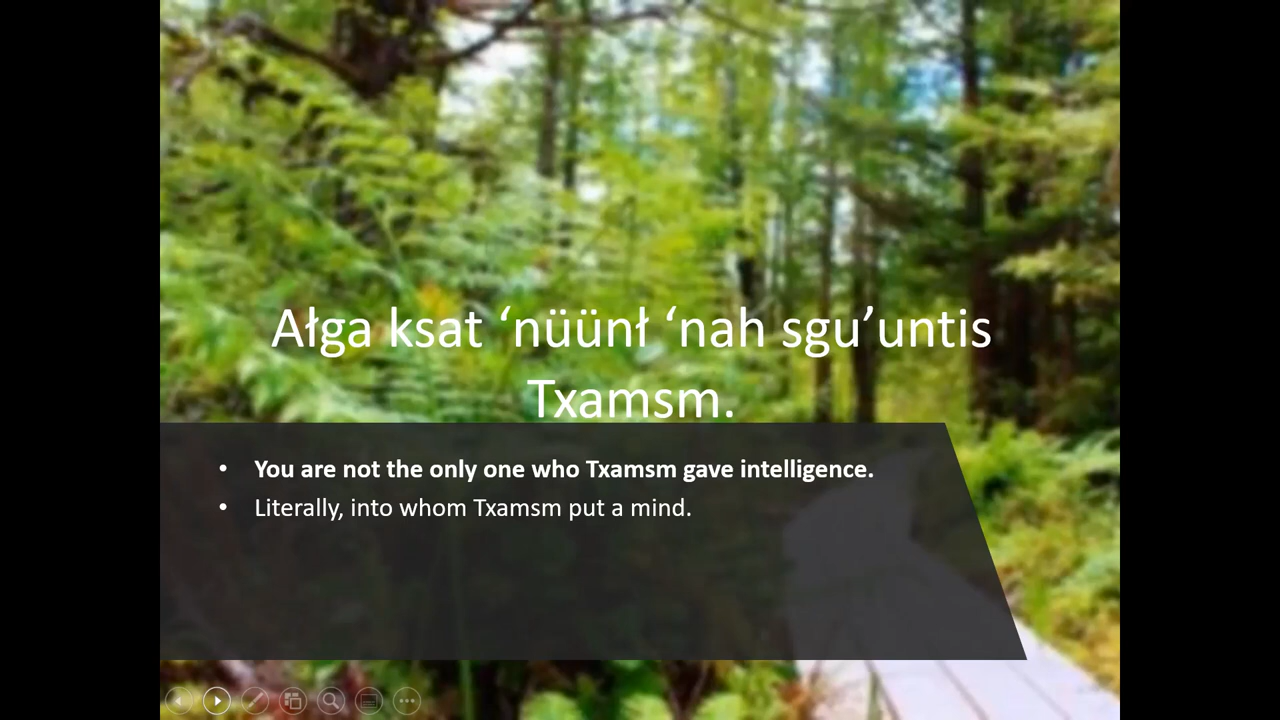 Ałga ksat ‘nüünł ‘nah sgu’untis
Txamsm.
• You are not the only one who Txamsm gave intelligence.
• Literally, into whom Txamsm put a mind.